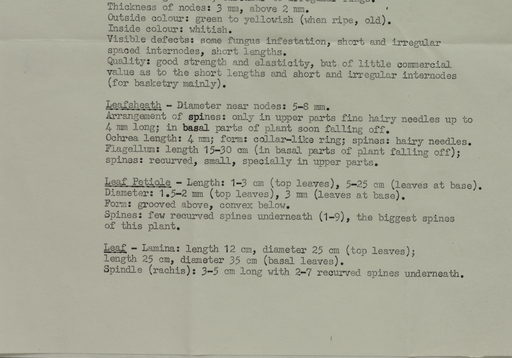 Thickness of nodes: 3 mm, above 2 mm.
Outside colour: green to yellowish (when ripe, old).
Inside colour: whitish.
Visible defects: some fungus infestation, short and irregular
spaced internodes, short lengths.
Quality: good strength and elasticity, but of little commercial
value as to the short lengths and short and irregular internodes
(for basketry mainly).
Leafsheath - Diameter near nodes: 5-8 mm.
Arrangement of spines: only in upper parts fine hairy needles up to
4 mm long; in basal parts of plant soon falling off.
Ochrea length: 4 mm; form: collar-like ring; spines: hairy needles.
Flagellum: length 15-30 cm (in basal parts of plant falling off);
spines: recurved, small, specially in upper parts.
Leaf Petiole - Length: 1-3 cm (top leaves), 5-25 cm (leaves at base).
Diameter: 1.5-2 mm (top leaves), 3 mm (leaves at base).
Form: grooved above, convex below.
Spines: few recurved spines underneath (1-9), the biggest spines
of this plant.
Leaf - Lamina: length 12 cm, diameter 25 cm (top leaves);
length 25 cm, diameter 35 cm (basal leaves).
Spindle (rachis): 3-5 cm long with 2-7 recurved spines underneath.